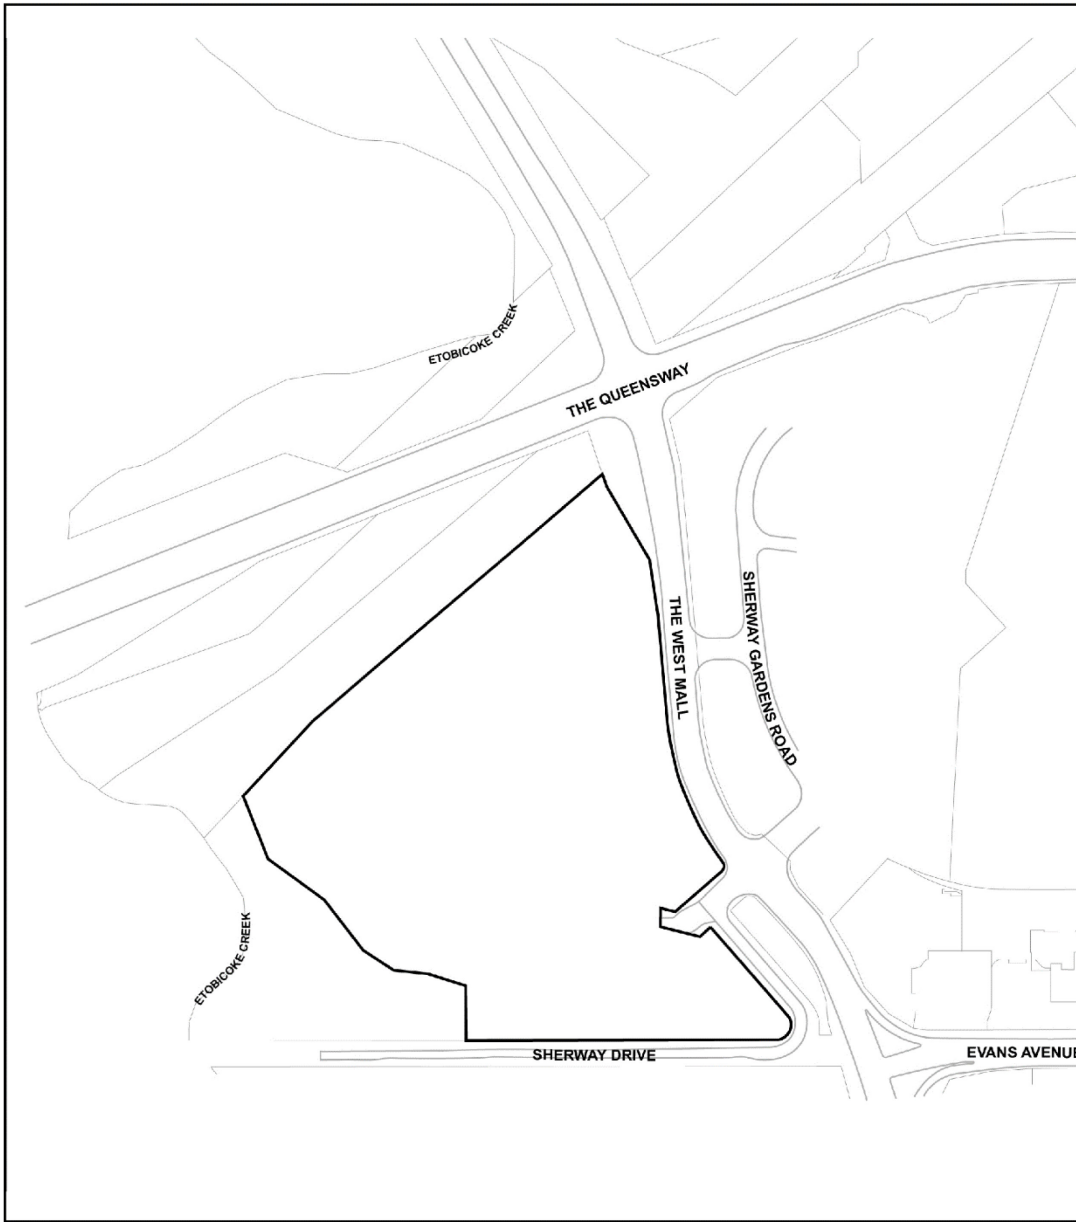 ETOBICOKE CREEK
THE QUEENSWAY
THE WEST MALL
SHERWAY GARDENS ROAD
ETOBICOKE CREEK
SHERWAY DRIVE
EVANS AVENUE